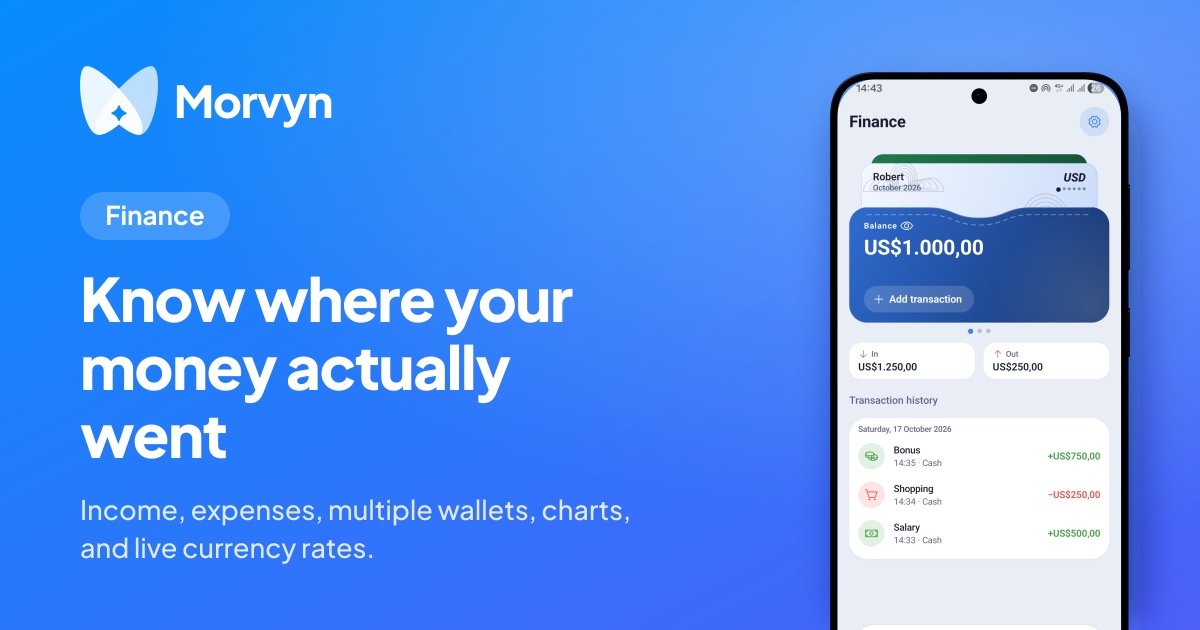 Morvyn
Finance
Know where your
money actually
went
Income, expenses, multiple wallets, charts,
and live currency rates.
14:43
26
Finance
Robert
October 2026
USD
Balance
US$1.000,00
+ Add transaction
In
US$1.250,00
Out
US$250,00
Transaction history
Saturday, 17 October 2026
Bonus
14:35 · Cash
+US$750,00
Shopping
14:34 · Cash
−US$250,00
Salary
14:33 · Cash
+US$500,00